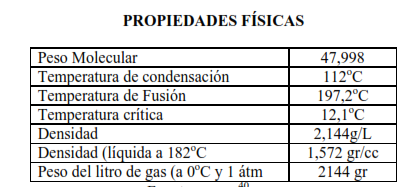 PROPIEDADES FÍSICAS
Peso Molecular 47,998
Temperatura de condensación 112ºC
Temperatura de Fusión 197,2ºC
Temperatura crítica 12,1ºC
Densidad 2,144g/L
Densidad (líquida a 182ºC 1,572 gr/cc
Peso del litro de gas (a 0ºC y 1 átm 2144 gr
40